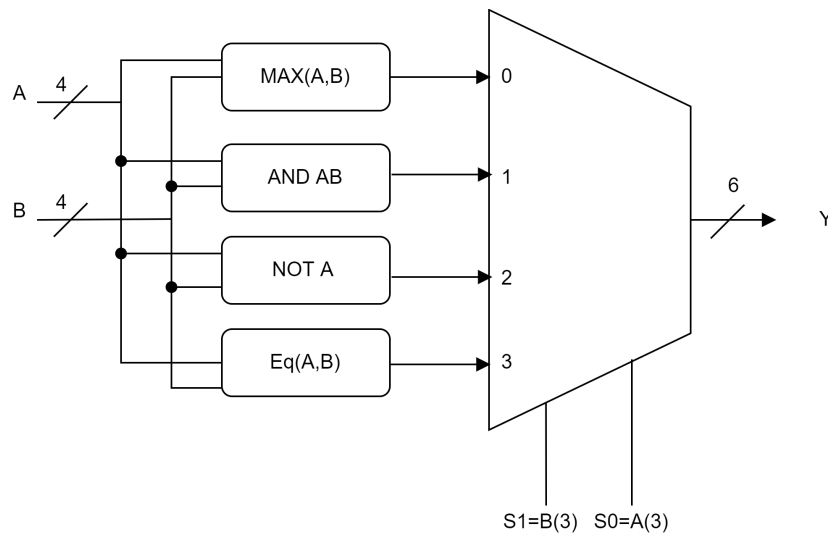 A
4
B
4
MAX(A,B)
AND AB
NOT A
Eq(A,B)
0
1
2
3
6
Y
S1=B(3)
S0=A(3)